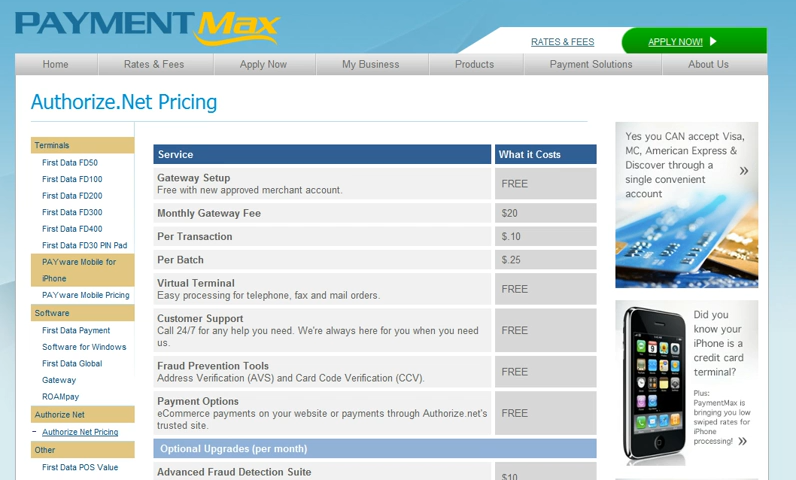 PAYMENTMax
RATES & FEES
APPLY NOW!
Home
Rates & Fees
Apply Now
My Business
Products
Payment Solutions
About Us
Authorize.Net Pricing
Terminals
First Data FD50
First Data FD100
First Data FD200
First Data FD300
First Data FD400
First Data FD30 PIN Pad
PAYware Mobile for
iPhone
PAYware Mobile Pricing
Software
First Data Payment
Software for Windows
First Data Global
Gateway
ROAMpay
Authorize Net
Authorize Net Pricing
Other
First Data POS Value
Service What it Costs
Gateway Setup
Free with new approved merchant account.
FREE
Monthly Gateway Fee $20
Per Transaction $.10
Per Batch $.25
Virtual Terminal
Easy processing for telephone, fax and mail orders.
FREE
Customer Support
Call 24/7 for any help you need. We're always here for you when you need
us.
FREE
Fraud Prevention Tools
Address Verification (AVS) and Card Code Verification (CCV).
FREE
Payment Options
eCommerce payments on your website or payments through Authorize.net's
trusted site.
FREE
Optional Upgrades (per month)
Advanced Fraud Detection Suite
$10
Yes you CAN accept Visa,
MC, American Express &
Discover through a
single convenient
account
»
Did you
know your
iPhone is a
credit card
terminal?
Plus:
PaymentMax is
bringing you low
swiped rates for
iPhone
processing! »